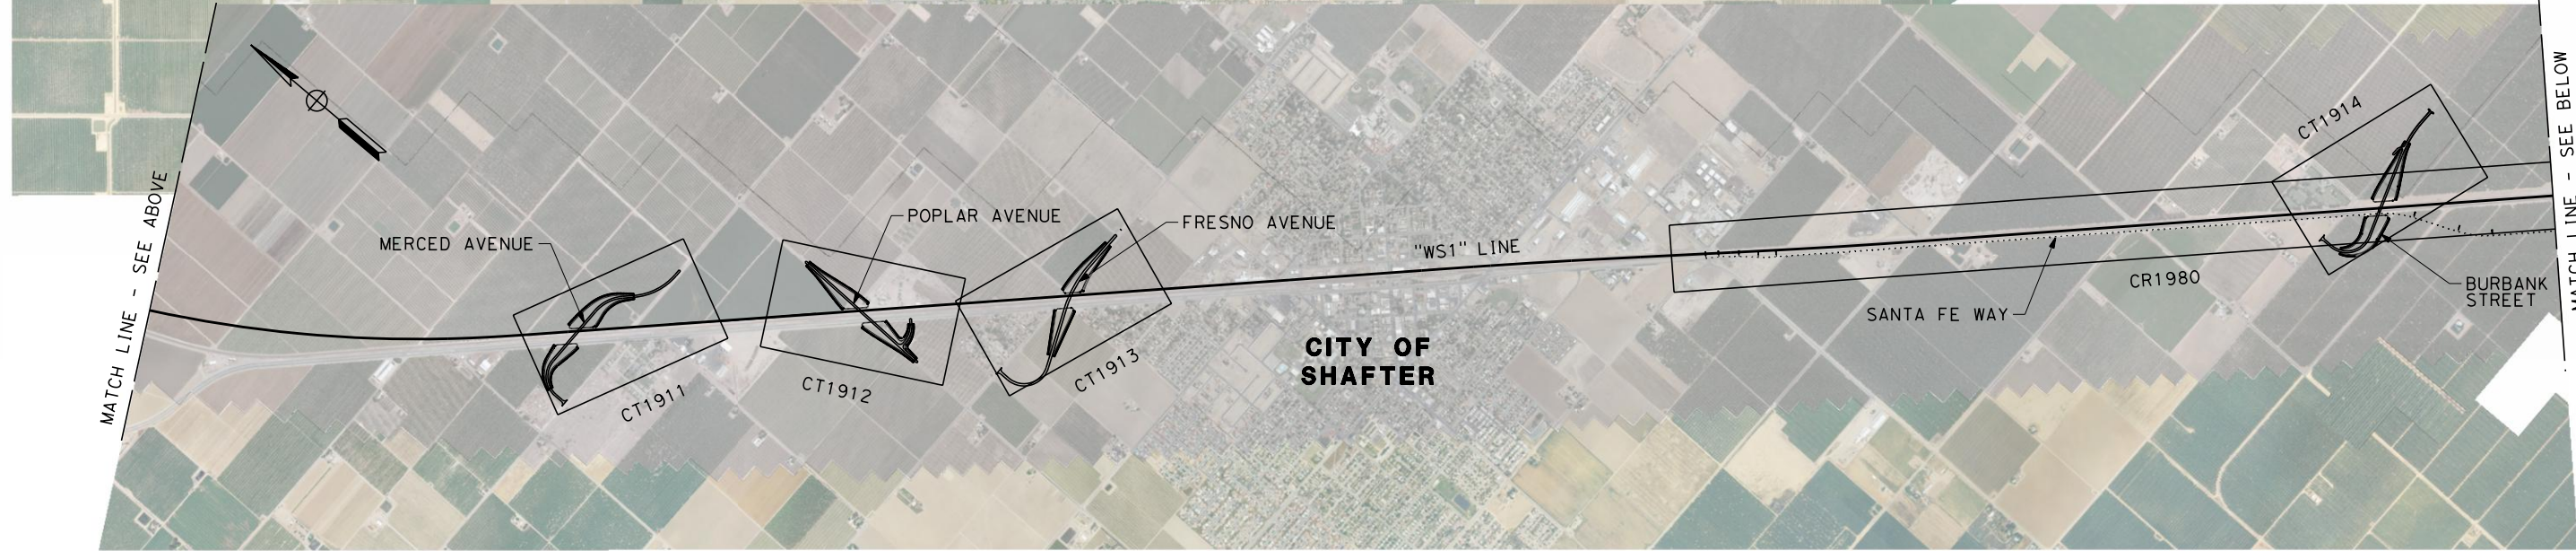 MATCH LINE - SEE ABOVE
MERCED AVENUE
CT1911
POPLAR AVENUE
CT1912
FRESNO AVENUE
CT1913
"WS1" LINE
CITY OF
SHAFTER
SANTA FE WAY
CR1980
CT1914
BURBANK
STREET
MATCH LINE - SEE BELOW